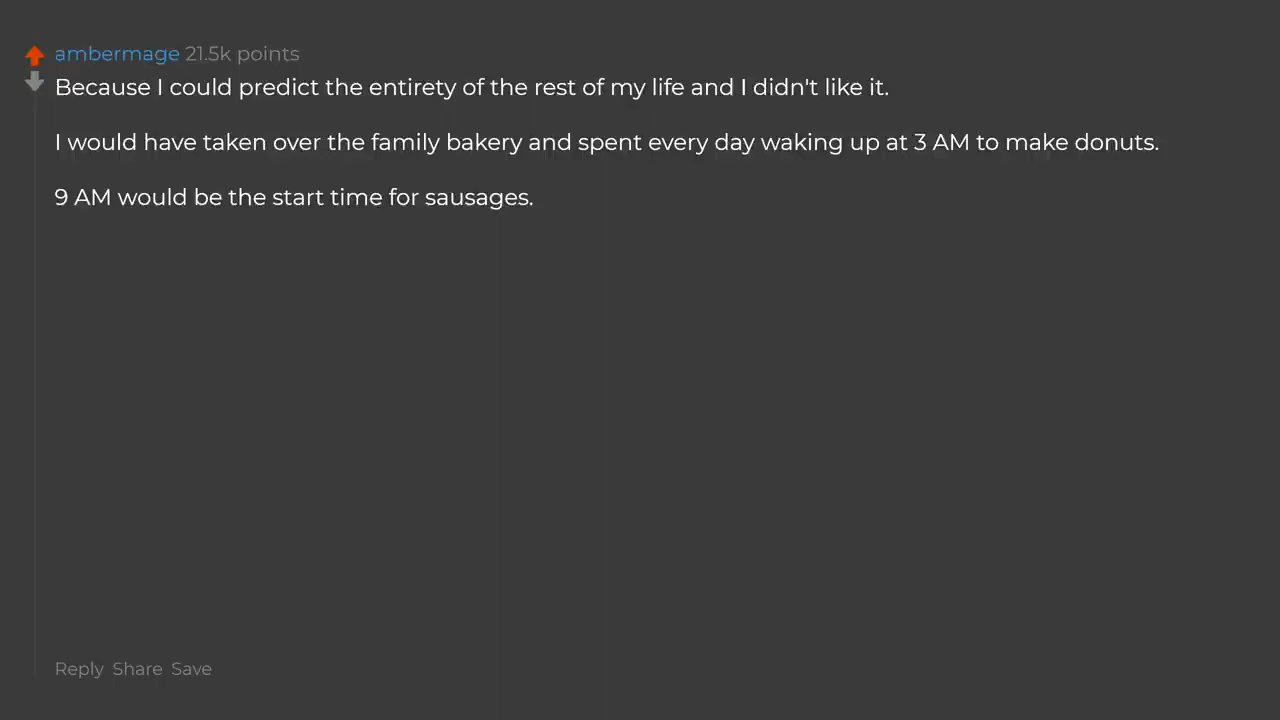 ambermage 21.5k points
Because I could predict the entirety of the rest of my life and I didn't like it.
I would have taken over the family bakery and spent every day waking up at 3 AM to make donuts.
9 AM would be the start time for sausages.
Reply Share Save